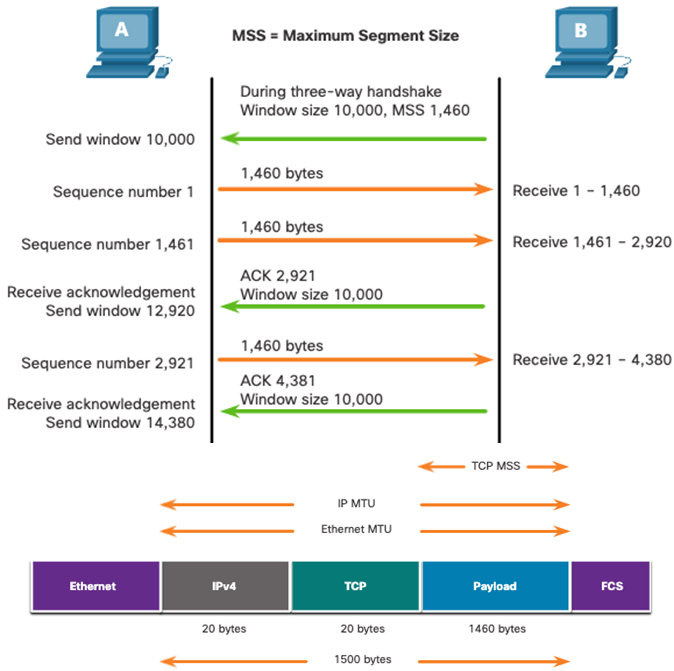 A
MSS = Maximum Segment Size
B
During three-way handshake
Window size 10,000, MSS 1,460
Send window 10,000
1,460 bytes
Sequence number 1
Receive 1 – 1,460
1,460 bytes
Sequence number 1,461
Receive 1,461 – 2,920
ACK 2,921
Window size 10,000
Receive acknowledgement
Send window 12,920
1,460 bytes
Sequence number 2,921
Receive 2,921 – 4,380
ACK 4,381
Window size 10,000
Receive acknowledgement
Send window 14,380
TCP MSS
IP MTU
Ethernet MTU
Ethernet
IPv4
TCP
Payload
FCS
20 bytes
20 bytes
1460 bytes
1500 bytes